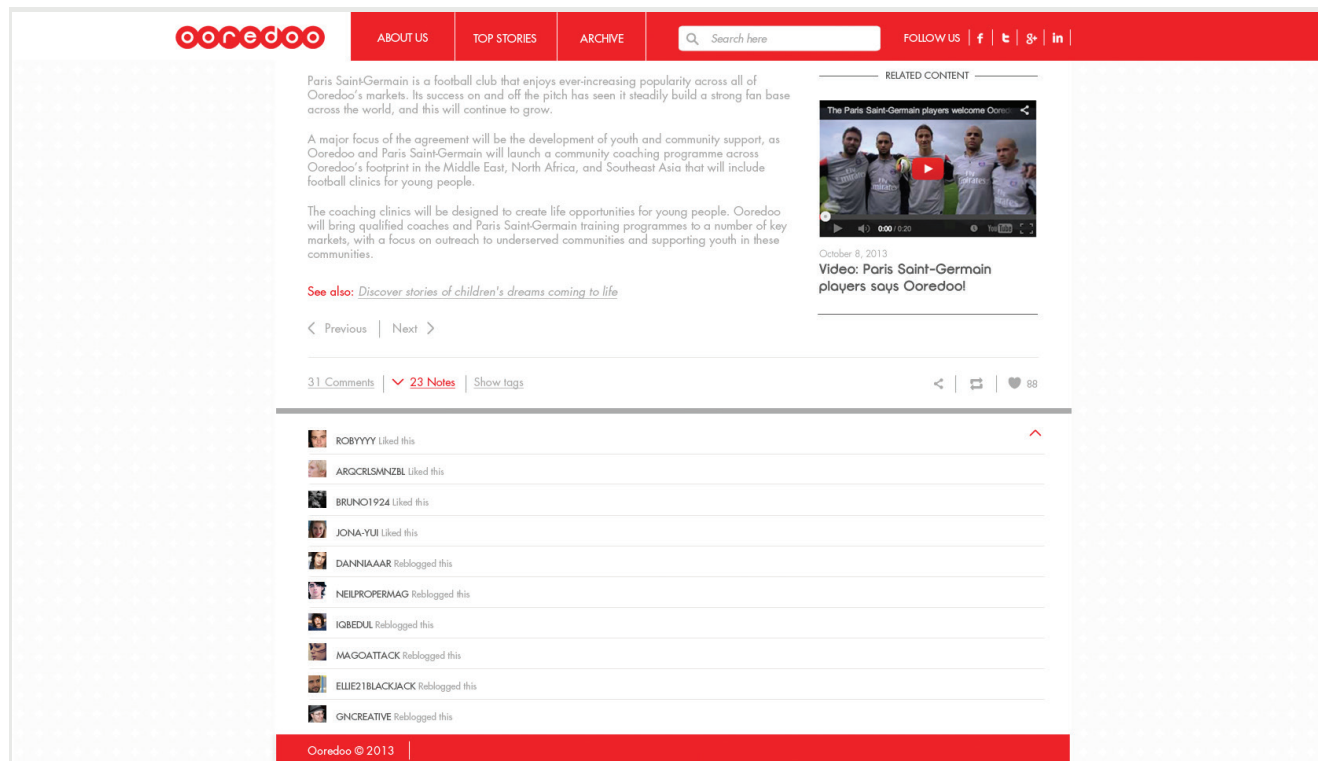 ooredoo
ABOUT US
TOP STORIES
ARCHIVE
Search here
FOLLOW US
Paris Saint-Germain is a football club that enjoys ever-increasing popularity across all of
Ooredoo's markets. Its success on and off the pitch has seen it steadily build a strong fan base
across the world, and this will continue to grow.
A major focus of the agreement will be the development of youth and community support, as
Ooredoo and Paris Saint-Germain will launch a community coaching programme across
Ooredoo's footprint in the Middle East, North Africa, and Southeast Asia that will include
football clinics for young people.
The coaching clinics will be designed to create life opportunities for young people. Ooredoo
will bring qualified coaches and Paris Saint-Germain training programmes to a number of key
markets, with a focus on outreach to underserved communities and supporting youth in these
communities.
See also: Discover stories of children's dreams coming to life
Previous
Next
RELATED CONTENT
The Paris Saint-Germain players welcome Oored
Fly Emirates
0:00 / 0:20
YouTube
October 8, 2013
Video: Paris Saint-Germain
players says Ooredoo!
31 Comments
23 Notes
Show tags
88
ROBYYYY Liked this
ARQCRLSMNZBL Liked this
BRUNO1924 Liked this
JONA-YUI Liked this
DANNIAAAR Reblogged this
NEILPROPERMAG Reblogged this
IQBEDUL Reblogged this
MAGOATTACK Reblogged this
ELLIE21BLACKJACK Reblogged this
GNCREATIVE Reblogged this
Ooredoo © 2013